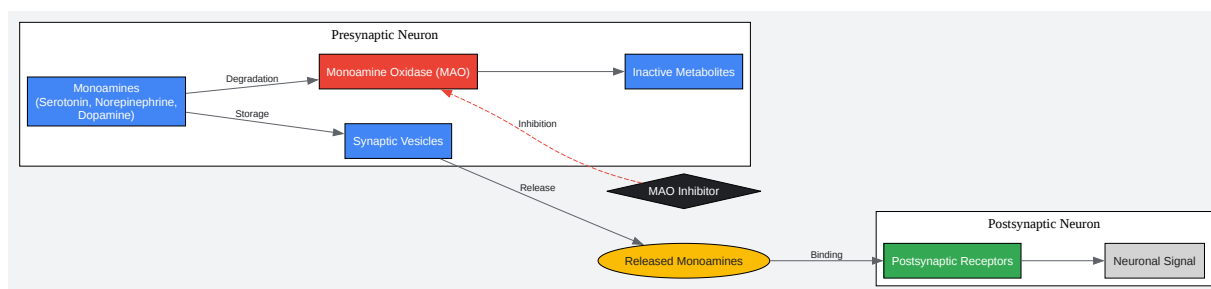 Presynaptic Neuron
Monoamines
(Serotonin, Norepinephrine,
Dopamine)
Degradation
Storage
Monoamine Oxidase (MAO)
Inactive Metabolites
Synaptic Vesicles
Inhibition
Release
MAO Inhibitor
Released Monoamines
Binding
Postsynaptic Neuron
Postsynaptic Receptors
Neuronal Signal